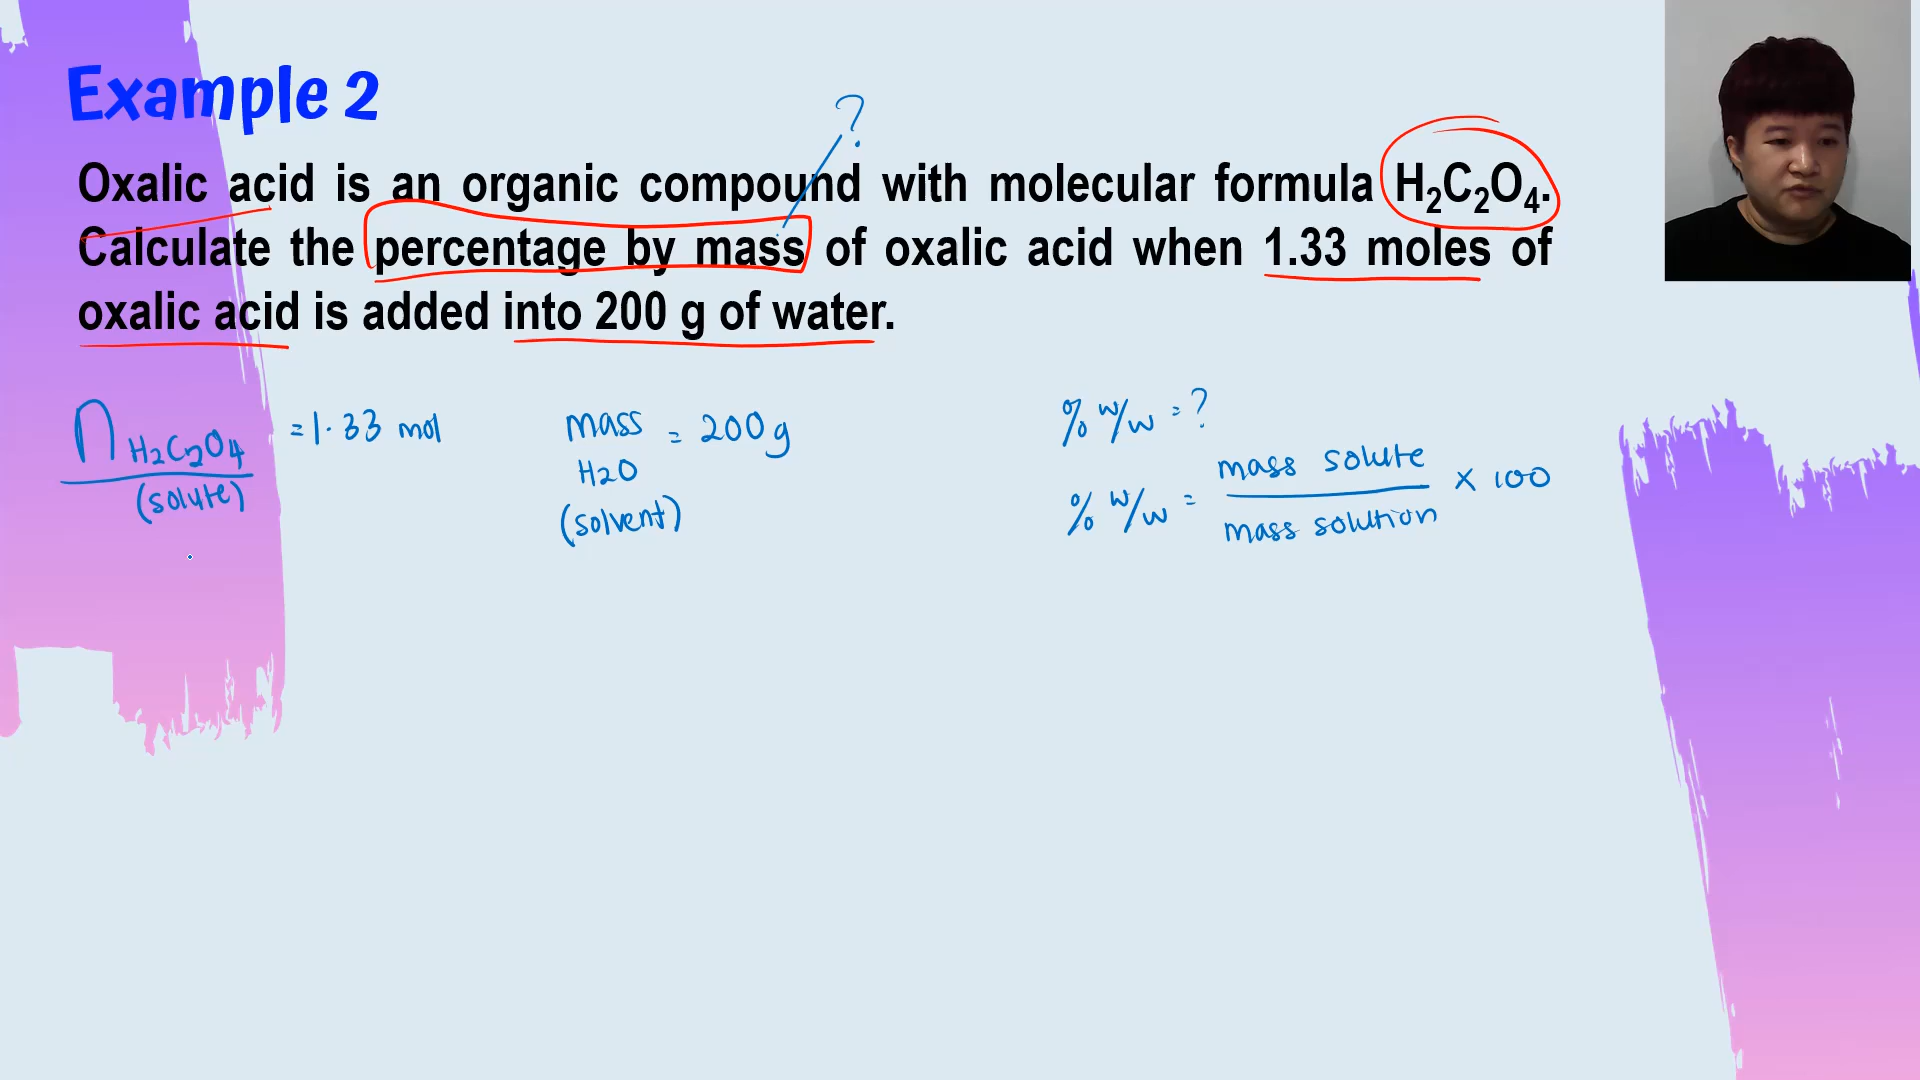 Example 2
?
Oxalic acid is an organic compound with molecular formula H₂C₂O₄.
Calculate the percentage by mass of oxalic acid when 1.33 moles of
oxalic acid is added into 200 g of water.
n H₂C₂O₄ = 1.33 mol
(solute)
mass H₂O = 200g
(solvent)
% w/w = ?
% w/w = mass solute / mass solution × 100